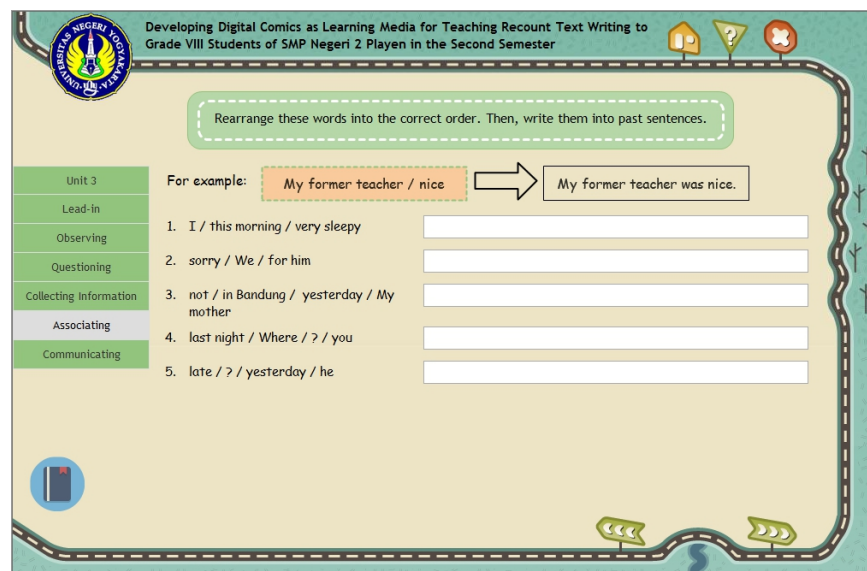 UNIVERSITAS NEGERI YOGYAKARTA
Developing Digital Comics as Learning Media for Teaching Recount Text Writing to
Grade VIII Students of SMP Negeri 2 Playen in the Second Semester
?
Rearrange these words into the correct order. Then, write them into past sentences.
Unit 3
Lead-in
Observing
Questioning
Collecting Information
Associating
Communicating
For example:
My former teacher / nice
My former teacher was nice.
1. I / this morning / very sleepy
2. sorry / We / for him
3. not / in Bandung / yesterday / My
mother
4. last night / Where / ? / you
5. late / ? / yesterday / he